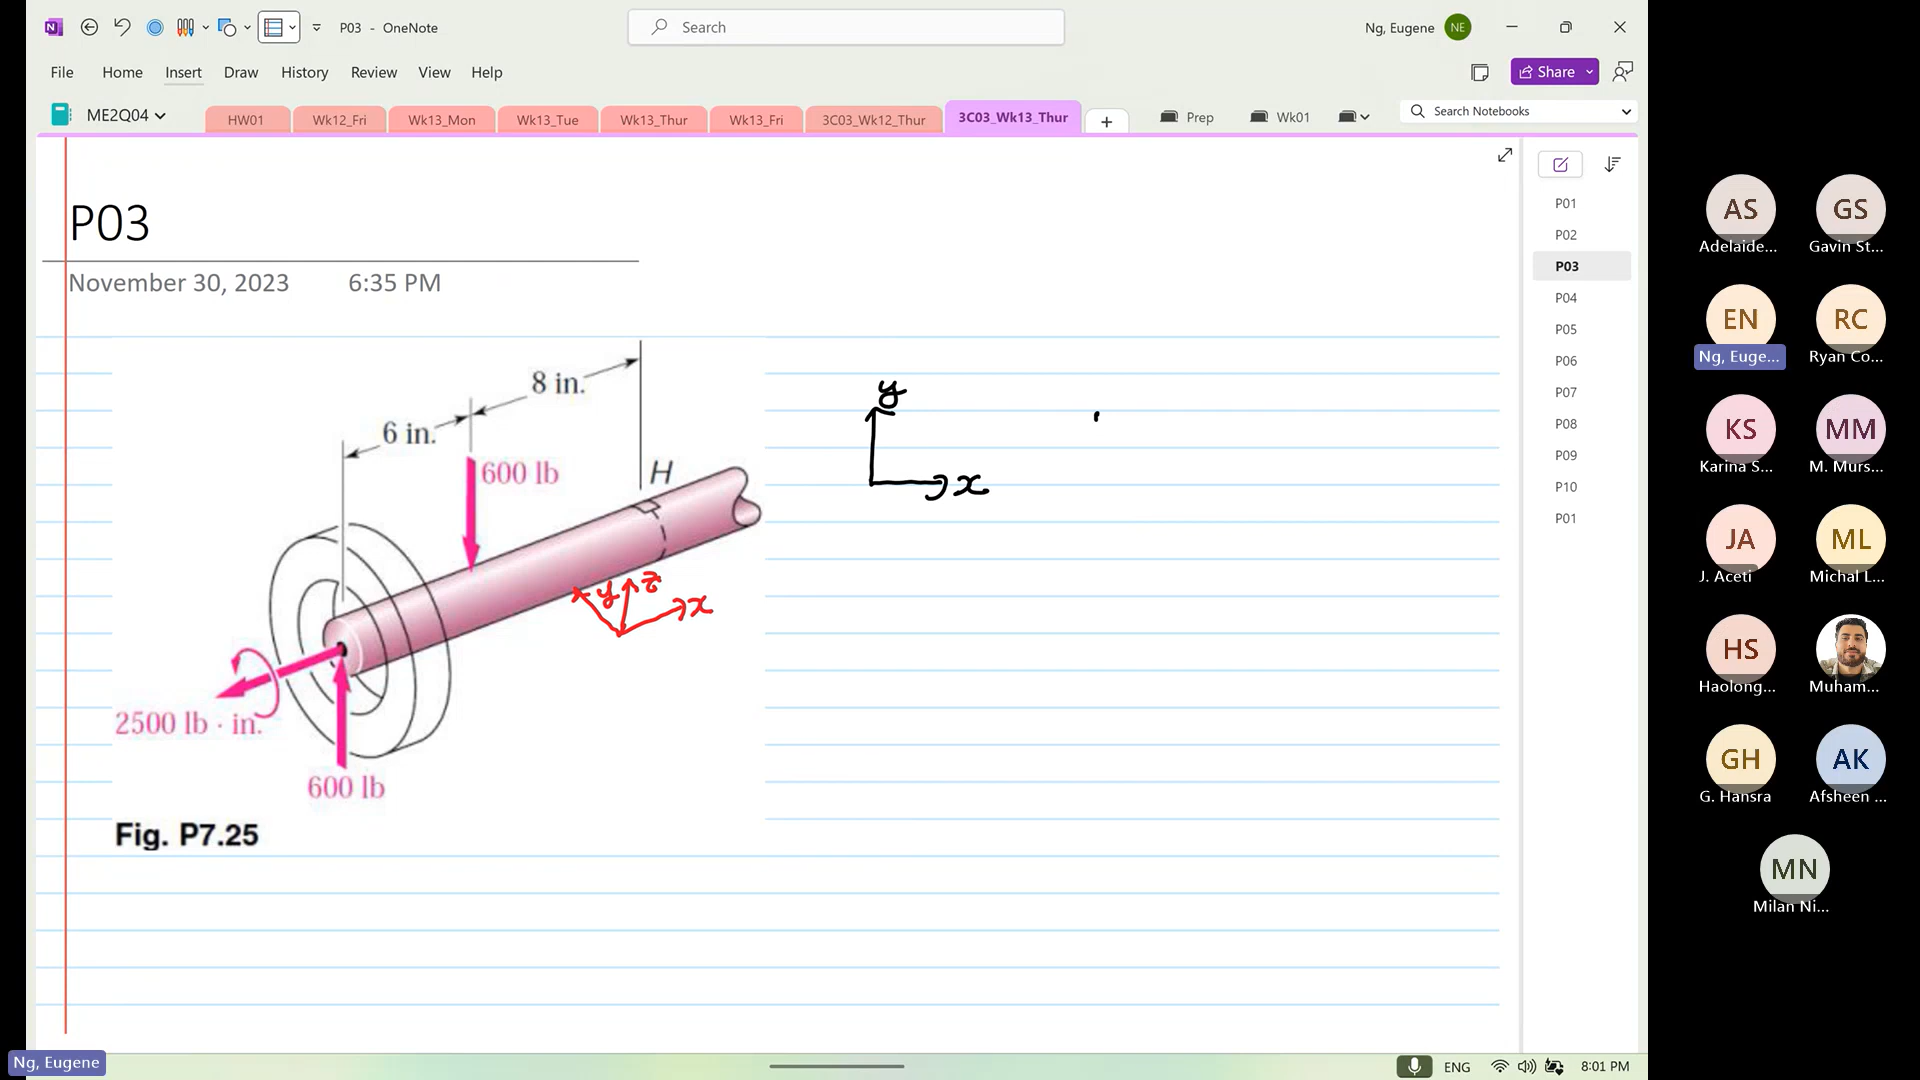 P03 - OneNote
Search
Ng, Eugene
NE
File Home Insert Draw History Review View Help
Share
ME2Q04
HW01 Wk12_Fri Wk13_Mon Wk13_Tue Wk13_Thur Wk13_Fri 3C03_Wk12_Thur 3C03_Wk13_Thur + Prep Wk01
Search Notebooks
P03
November 30, 2023 6:35 PM
8 in.
6 in.
600 lb
H
y z x
2500 lb · in.
600 lb
Fig. P7.25
y
x
P01
P02
P03
P04
P05
P06
P07
P08
P09
P10
P01
AS
Adelaide...
GS
Gavin St...
EN
Ng, Euge...
RC
Ryan Co...
KS
Karina S...
MM
M. Murs...
JA
J. Aceti
ML
Michal L...
HS
Haolong...
Muham...
GH
G. Hansra
AK
Afsheen ...
MN
Milan Ni...
Ng, Eugene
ENG
8:01 PM